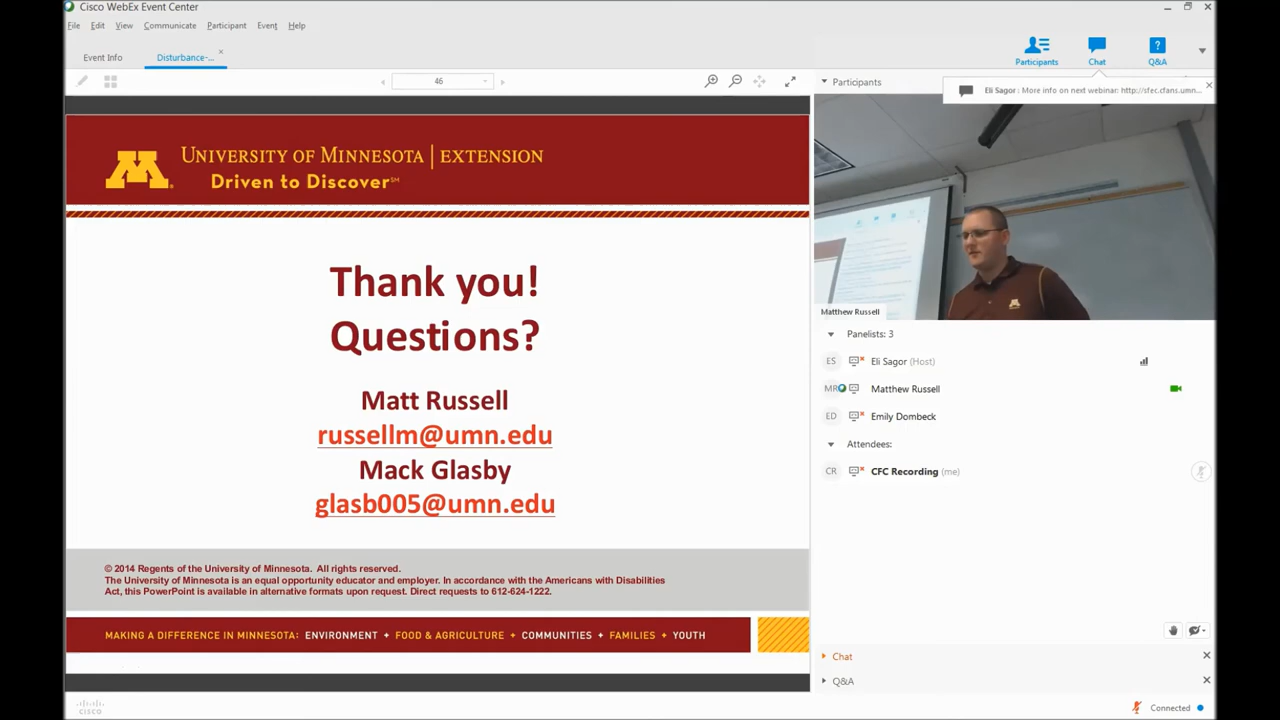 Cisco WebEx Event Center
File Edit View Communicate Participant Event Help
Event Info Disturbance-...
Participants Chat Q&A
46
Participants
Eli Sagor : More info on next webinar: http://sfec.cfans.umn...
UNIVERSITY OF MINNESOTA | EXTENSION
Driven to Discover℠
Thank you!
Questions?
Matt Russell
russellm@umn.edu
Mack Glasby
glasb005@umn.edu
© 2014 Regents of the University of Minnesota. All rights reserved.
The University of Minnesota is an equal opportunity educator and employer. In accordance with the Americans with Disabilities
Act, this PowerPoint is available in alternative formats upon request. Direct requests to 612-624-1222.
MAKING A DIFFERENCE IN MINNESOTA: ENVIRONMENT + FOOD & AGRICULTURE + COMMUNITIES + FAMILIES + YOUTH
Matthew Russell
Panelists: 3
ES Eli Sagor (Host)
MR Matthew Russell
ED Emily Dombeck
Attendees:
CR CFC Recording (me)
Chat
Q&A
CISCO
Connected